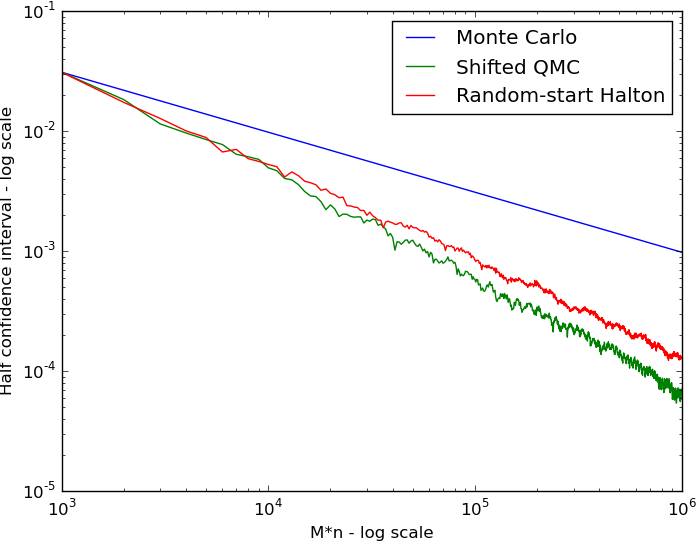 10^-1
Monte Carlo
Shifted QMC
Random-start Halton
10^-2
10^-3
10^-4
10^-5
Half confidence interval - log scale
10^3
10^4
10^5
10^6
M*n - log scale